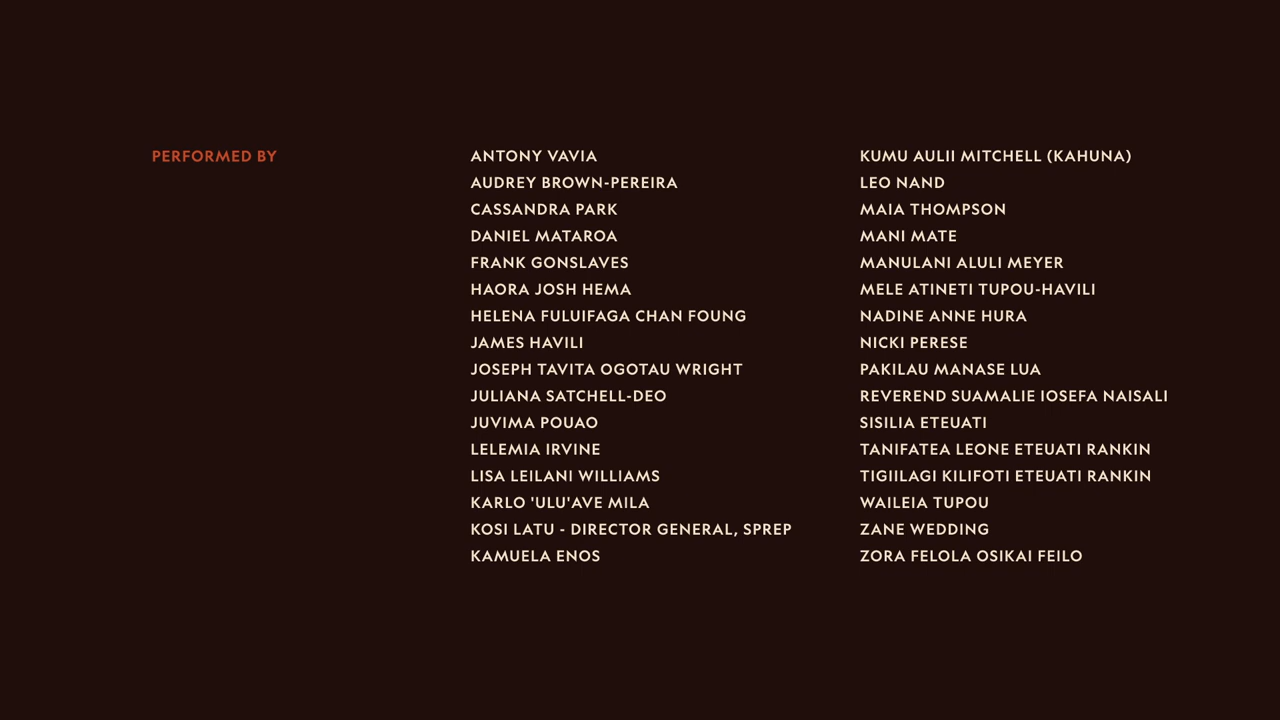 PERFORMED BY
ANTONY VAVIA
AUDREY BROWN-PEREIRA
CASSANDRA PARK
DANIEL MATAROA
FRANK GONSLAVES
HAORA JOSH HEMA
HELENA FULUIFAGA CHAN FOUNG
JAMES HAVILI
JOSEPH TAVITA OGOTAU WRIGHT
JULIANA SATCHELL-DEO
JUVIMA POUAO
LELEMIA IRVINE
LISA LEILANI WILLIAMS
KARLO 'ULU'AVE MILA
KOSI LATU - DIRECTOR GENERAL, SPREP
KAMUELA ENOS
KUMU AULII MITCHELL (KAHUNA)
LEO NAND
MAIA THOMPSON
MANI MATE
MANULANI ALULI MEYER
MELE ATINETI TUPOU-HAVILI
NADINE ANNE HURA
NICKI PERESE
PAKILAU MANASE LUA
REVEREND SUAMALIE IOSEFA NAISALI
SISILIA ETEUATI
TANIFATEA LEONE ETEUATI RANKIN
TIGIILAGI KILIFOTI ETEUATI RANKIN
WAILEIA TUPOU
ZANE WEDDING
ZORA FELOLA OSIKAI FEILO